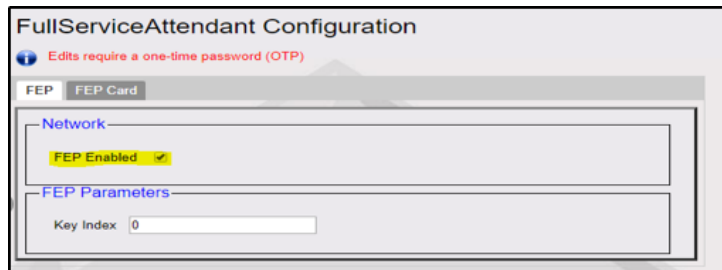 FullServiceAttendant Configuration
Edits require a one-time password (OTP)
FEP FEP Card
Network
FEP Enabled
FEP Parameters
Key Index 0